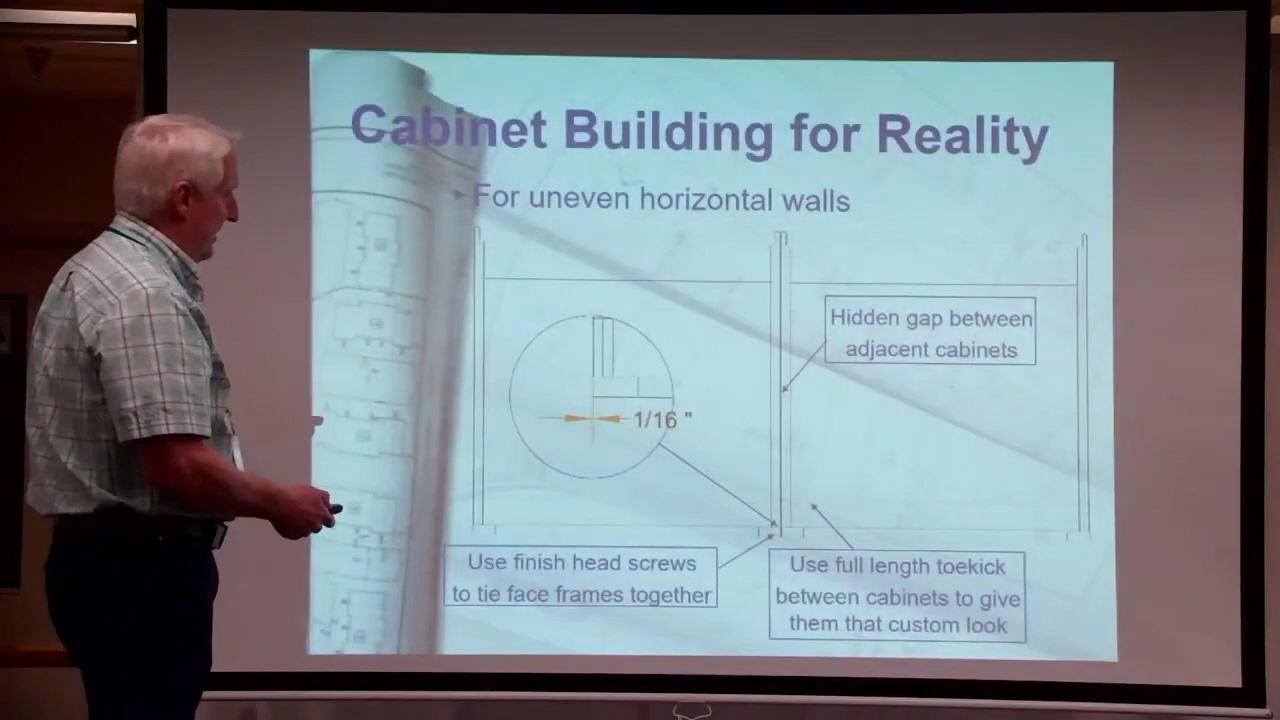 Cabinet Building for Reality
For uneven horizontal walls
Hidden gap between
adjacent cabinets
1/16 "
Use finish head screws
to tie face frames together
Use full length toekick
between cabinets to give
them that custom look